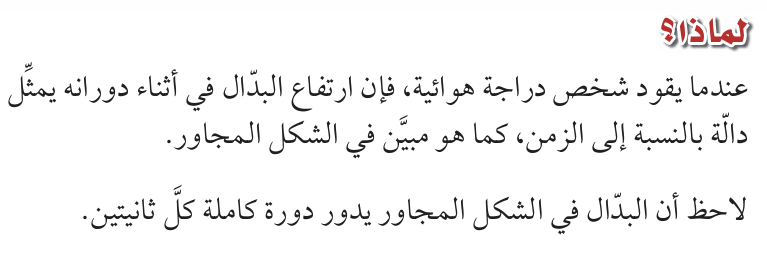 لماذا؟
عندما يقود شخص دراجة هوائية، فإن ارتفاع البدّال في أثناء دورانه يمثِّل
دالّة بالنسبة إلى الزمن، كما هو مبيَّن في الشكل المجاور.
لاحظ أن البدّال في الشكل المجاور يدور دورة كاملة كلَّ ثانيتين.